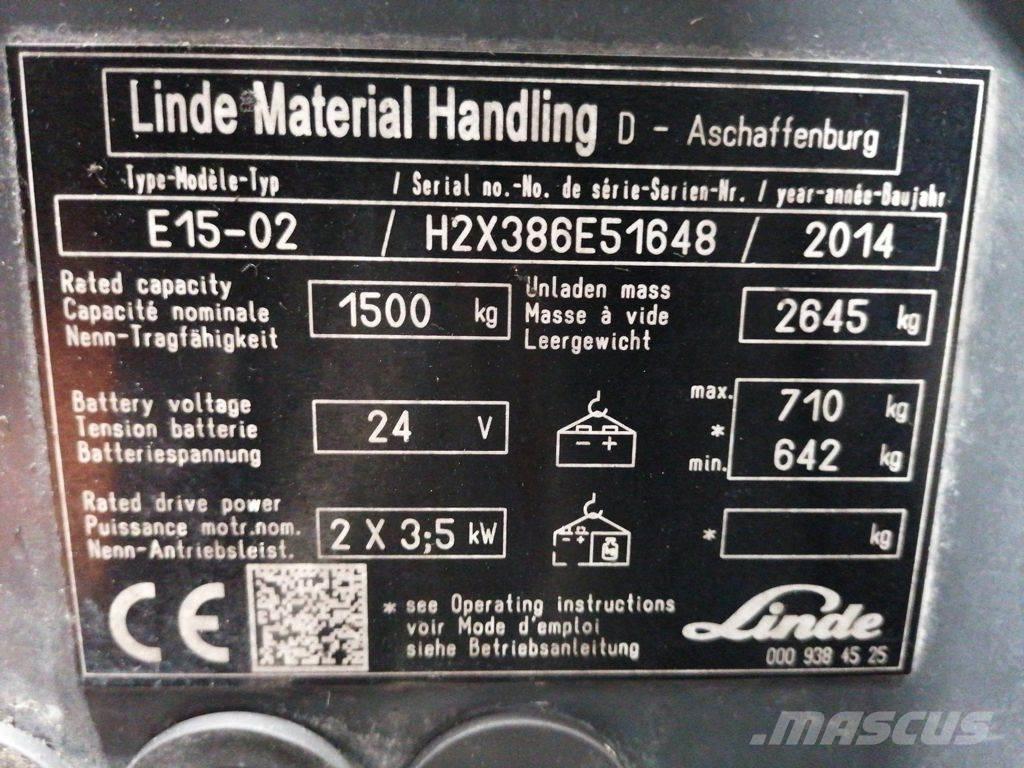 Linde Material Handling D - Aschaffenburg
Type-Modèle-Typ / Serial no.-No. de série-Serien-Nr. / year-année-Baujahr
E15-02 / H2X386E51648 / 2014
Rated capacity
Capacité nominale
Nenn-Tragfähigkeit
1500 kg
Unladen mass
Masse à vide
Leergewicht
2645 kg
Battery voltage
Tension batterie
Batteriespannung
24 V
- +
max. 710 kg
*
min. 642 kg
Rated drive power
Puissance motr.nom.
Nenn-Antriebsleist.
2 X 3;5 kW
- +
* kg
CE
* see Operating instructions
voir Mode d'emploi
siehe Betriebsanleitung
Linde
000 938 45 25
MASCUS